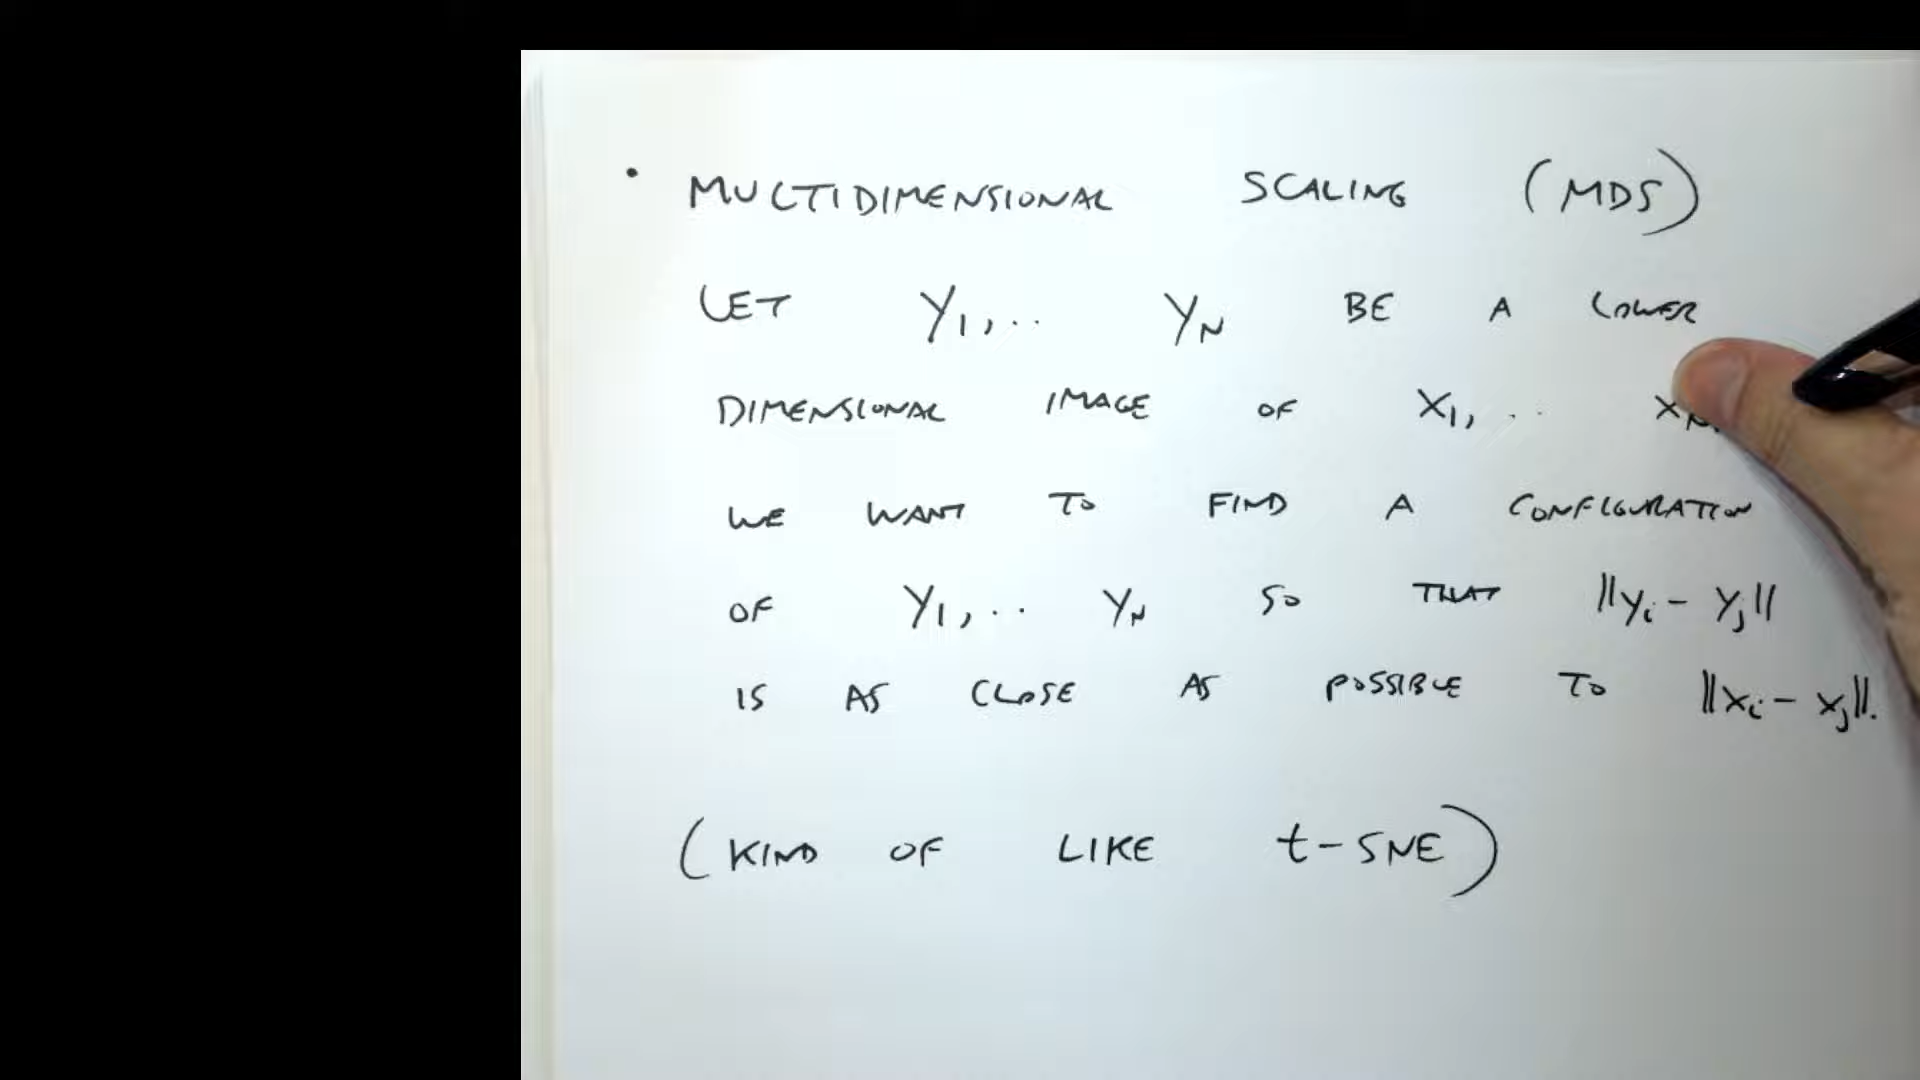 • MULTIDIMENSIONAL SCALING (MDS)
LET Y1,.. YN BE A LOWER
DIMENSIONAL IMAGE OF X1,.. XN.
WE WANT TO FIND A CONFIGURATION
OF Y1,.. YN SO THAT ||Yi - Yj||
IS AS CLOSE AS POSSIBLE TO ||Xi - Xj||.
(KIND OF LIKE t-SNE)